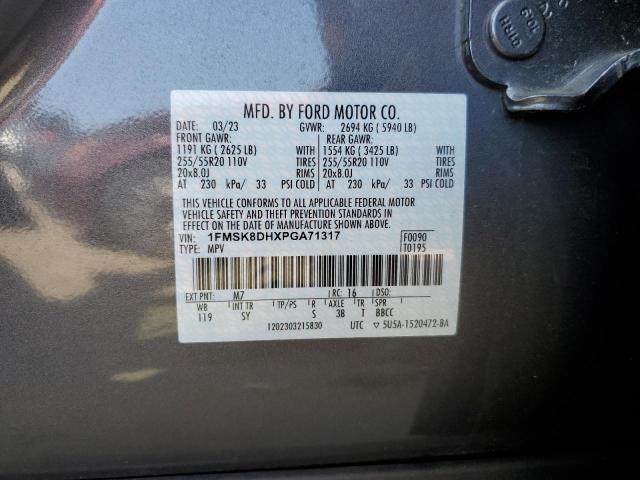 MFD. BY FORD MOTOR CO.
DATE: 03/23 GVWR: 2694 KG ( 5940 LB)
FRONT GAWR: REAR GAWR:
1191 KG ( 2625 LB) WITH 1554 KG ( 3425 LB) WITH
255/55R20 110V TIRES 255/55R20 110V TIRES
20x8.0J RIMS 20x8.0J RIMS
AT 230 kPa/ 33 PSI COLD AT 230 kPa/ 33 PSI COLD
THIS VEHICLE CONFORMS TO ALL APPLICABLE FEDERAL MOTOR
VEHICLE SAFETY AND THEFT PREVENTION STANDARDS IN
EFFECT ON THE DATE OF MANUFACTURE SHOWN ABOVE.
VIN: 1FMSK8DHXPGA71317 F0090
TYPE: MPV T0195
EXT PNT: M7 RC: 16 DSO:
WB INT TR TP/PS R AXLE TR SPR
119 SY S 3B T BBCC
1202303215830 UTC 5U5A-1520472-BA